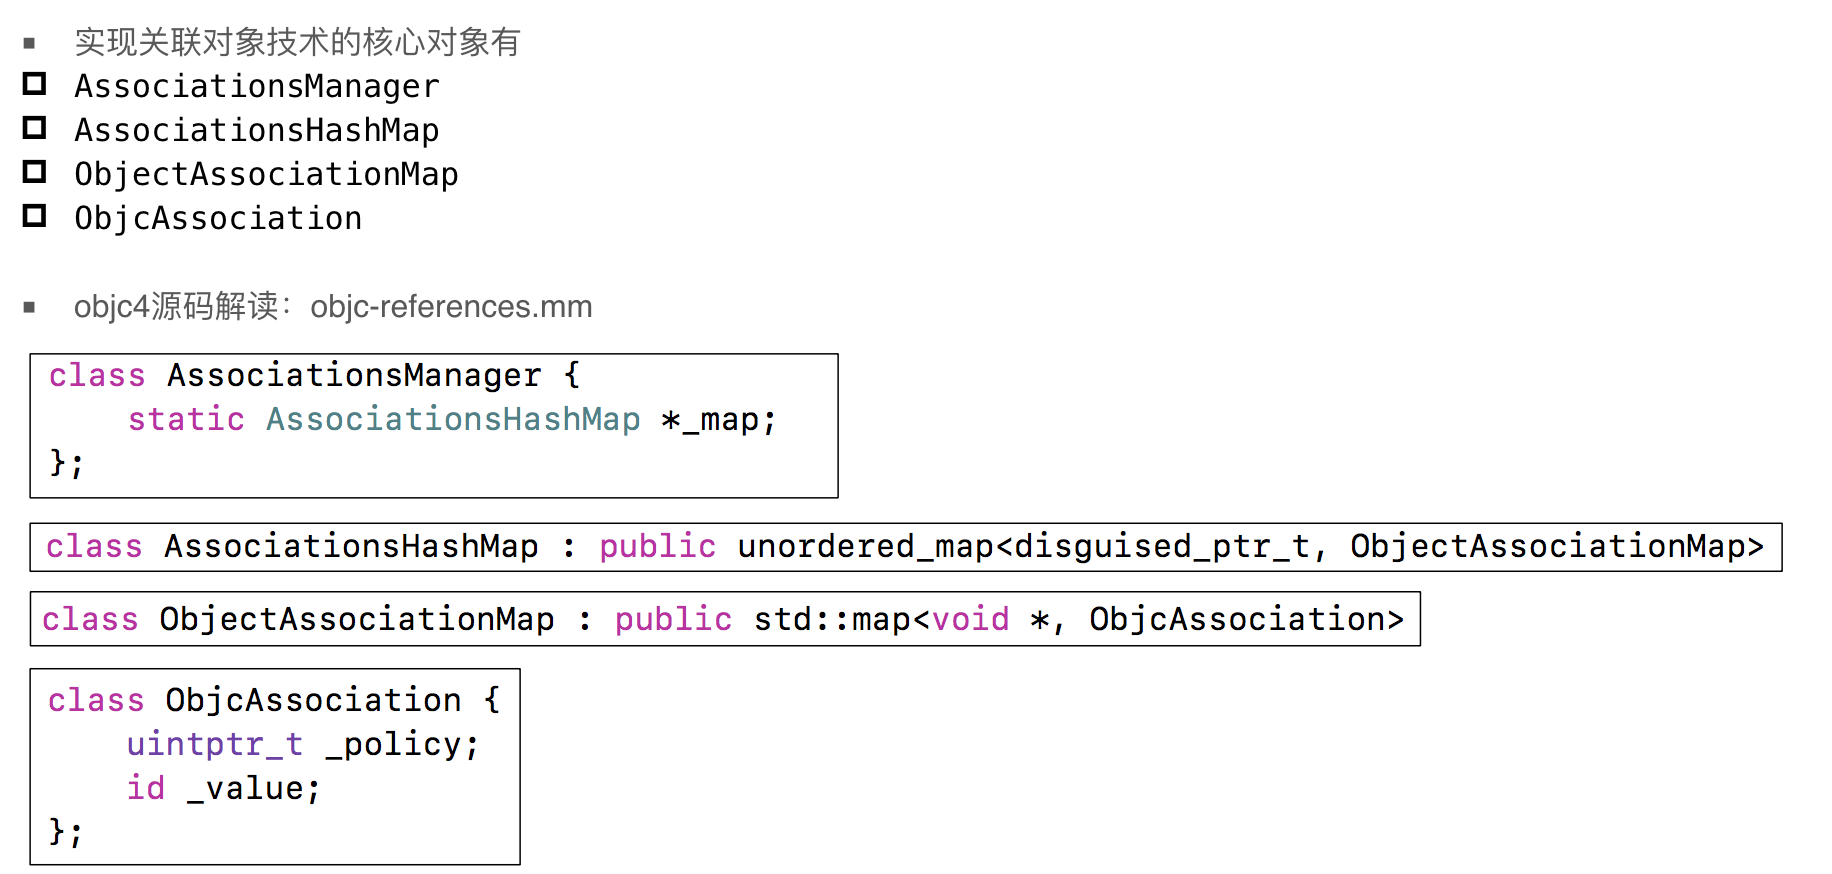 实现关联对象技术的核心对象有
AssociationsManager
AssociationsHashMap
ObjectAssociationMap
ObjcAssociation
objc4源码解读：objc-references.mm
class AssociationsManager {
    static AssociationsHashMap *_map;
};
class AssociationsHashMap : public unordered_map<disguised_ptr_t, ObjectAssociationMap>
class ObjectAssociationMap : public std::map<void *, ObjcAssociation>
class ObjcAssociation {
    uintptr_t _policy;
    id _value;
};